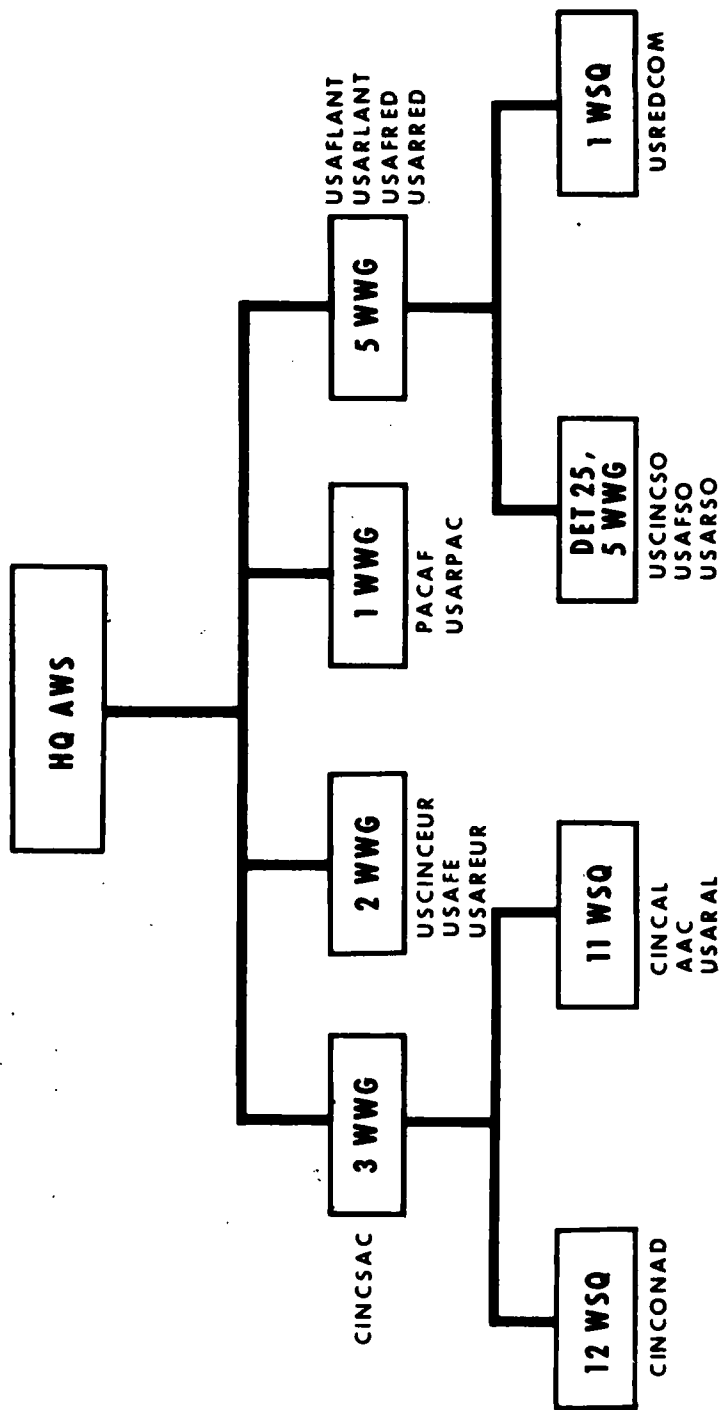 HQ AWS
CINCSAC
3 WWG
2 WWG
USCINCEUR
USAFE
USAREUR
1 WWG
PACAF
USARPAC
5 WWG
USAFLANT
USARLANT
USAFRED
USARRED
12 WSQ
CINCONAD
11 WSQ
CINCAL
AAC
USARAL
DET 25,
5 WWG
USCINCSO
USAFSO
USARSO
1 WSQ
USREDCOM